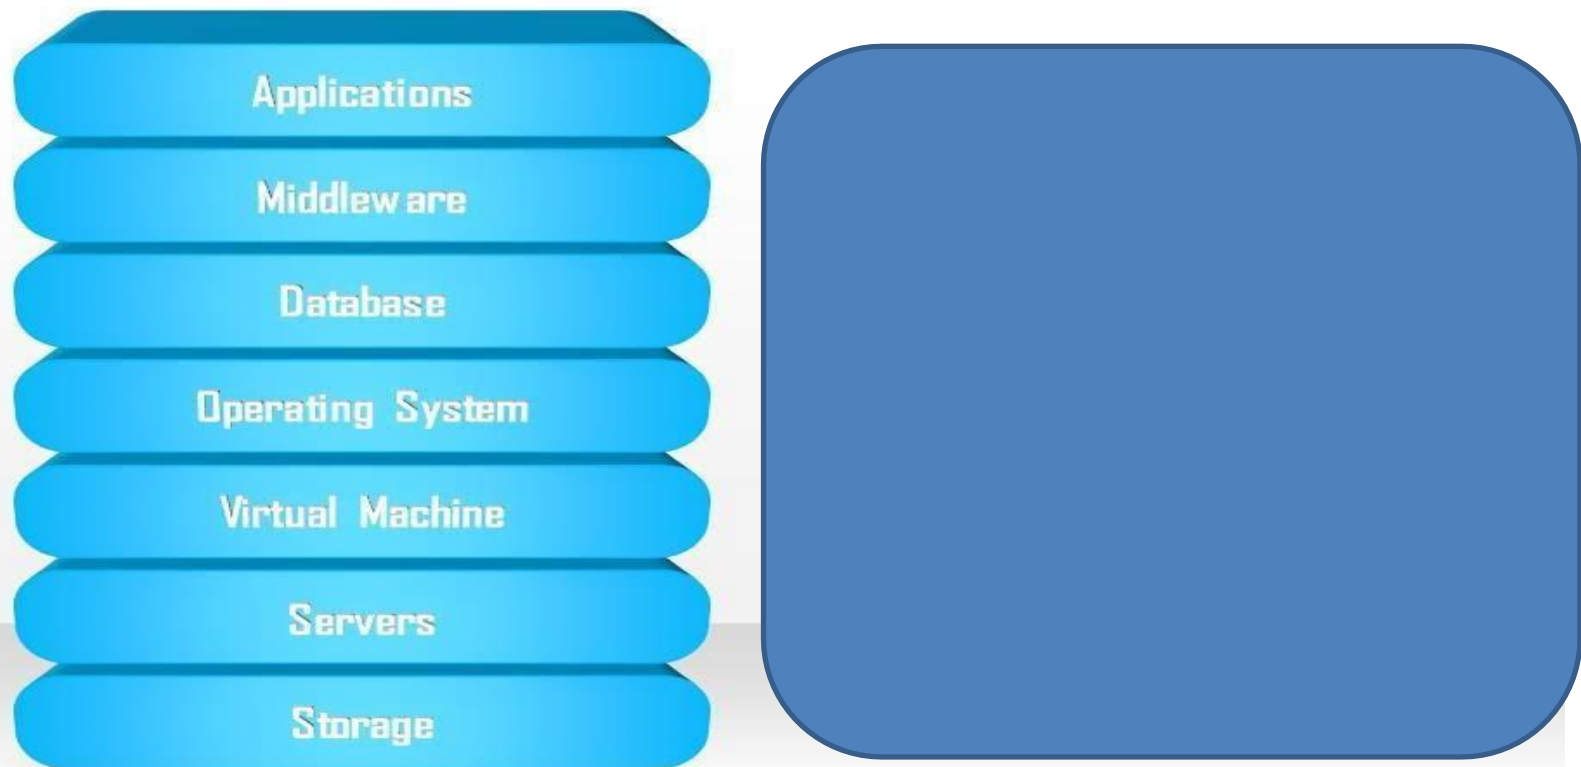 Applications
Middleware
Database
Operating System
Virtual Machine
Servers
Storage